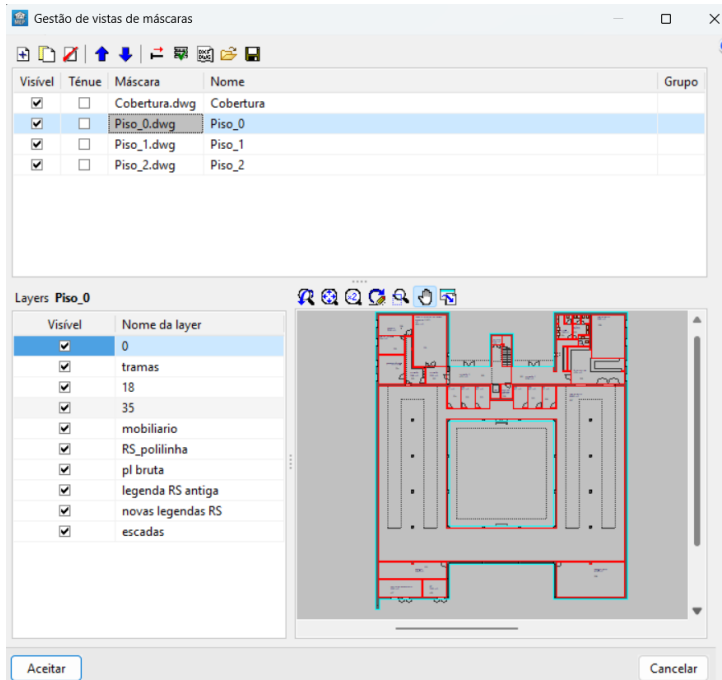 Gestão de vistas de máscaras
Visível Ténue Máscara Nome Grupo
Cobertura.dwg Cobertura
Piso_0.dwg Piso_0
Piso_1.dwg Piso_1
Piso_2.dwg Piso_2
Layers Piso_0
Visível Nome da layer
0
tramas
18
35
mobiliario
RS_polilinha
pl bruta
legenda RS antiga
novas legendas RS
escadas
Aceitar Cancelar